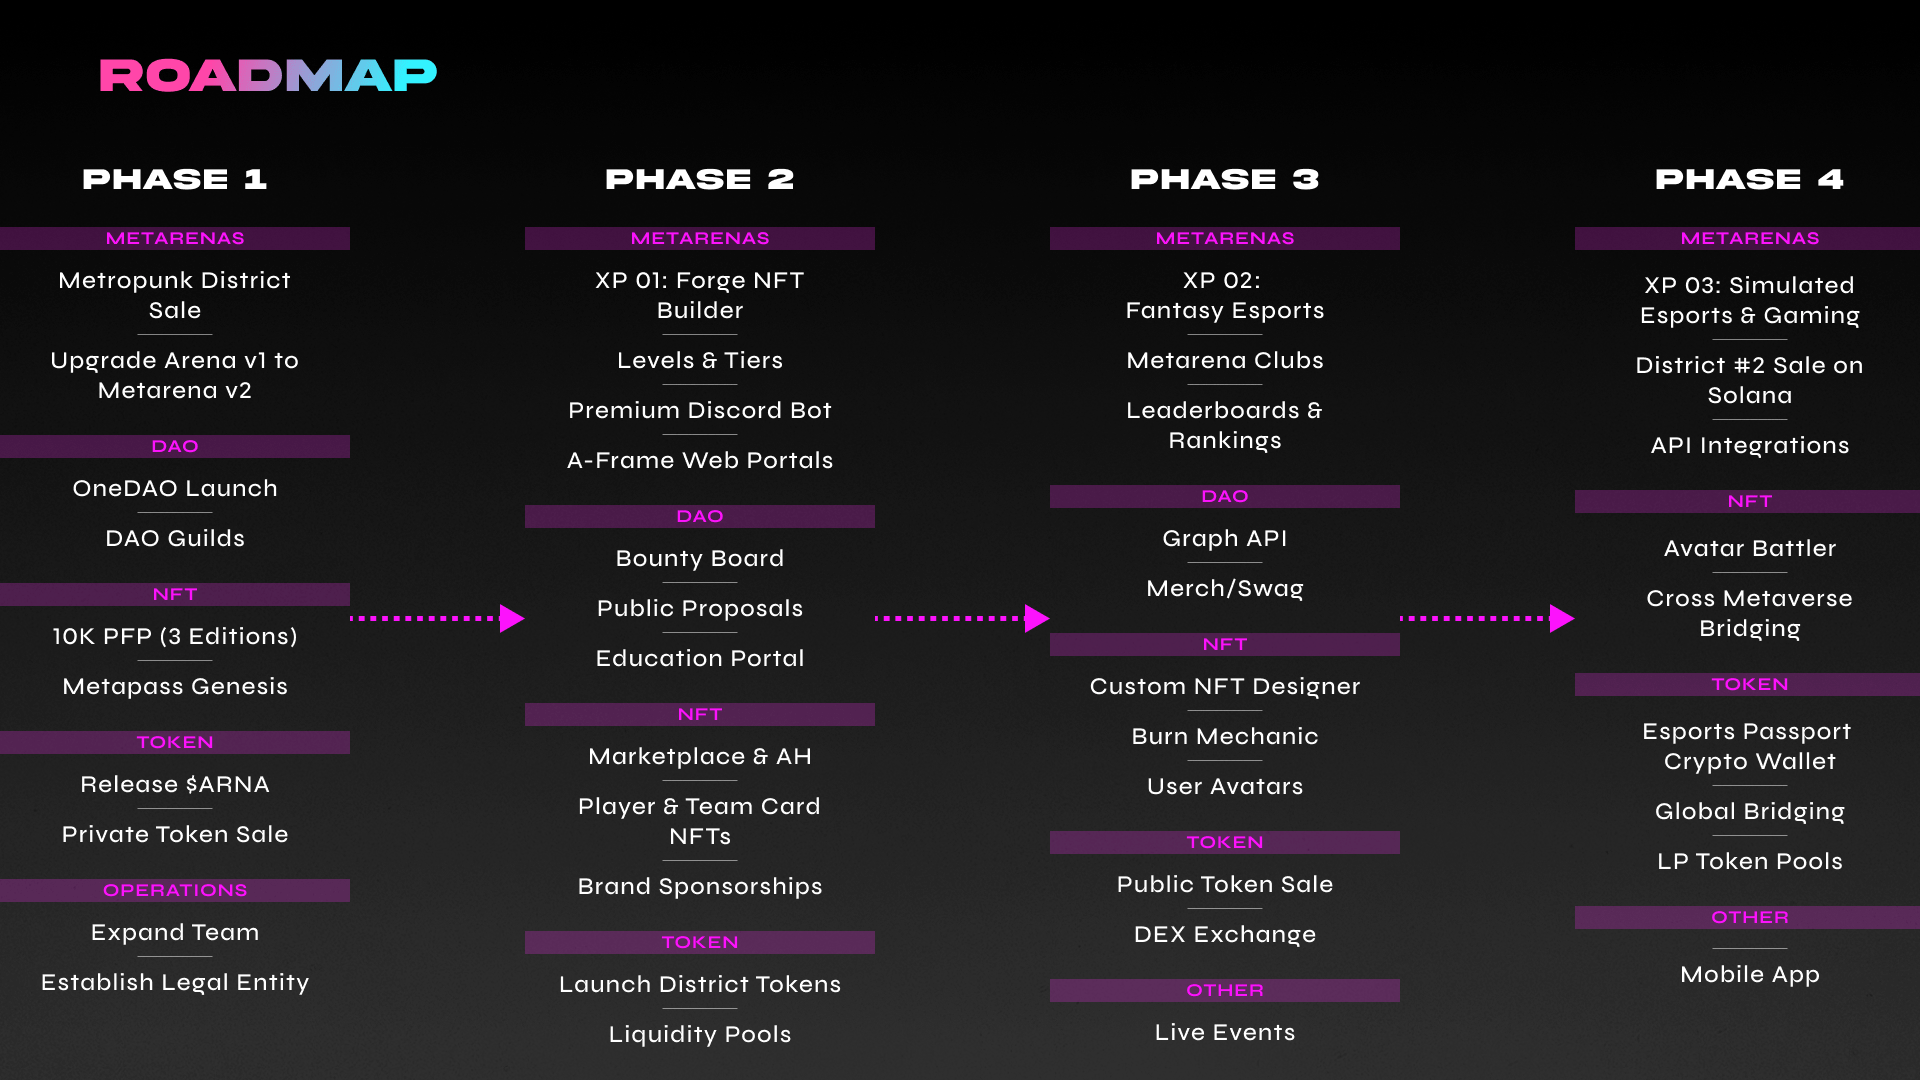 ROADMAP
PHASE 1
METARENAS
Metropunk District
Sale
Upgrade Arena v1 to
Metarena v2
DAO
OneDAO Launch
DAO Guilds
NFT
10K PFP (3 Editions)
Metapass Genesis
TOKEN
Release $ARNA
Private Token Sale
OPERATIONS
Expand Team
Establish Legal Entity
PHASE 2
METARENAS
XP 01: Forge NFT
Builder
Levels & Tiers
Premium Discord Bot
A-Frame Web Portals
DAO
Bounty Board
Public Proposals
Education Portal
NFT
Marketplace & AH
Player & Team Card
NFTs
Brand Sponsorships
TOKEN
Launch District Tokens
Liquidity Pools
PHASE 3
METARENAS
XP 02:
Fantasy Esports
Metarena Clubs
Leaderboards &
Rankings
DAO
Graph API
Merch/Swag
NFT
Custom NFT Designer
Burn Mechanic
User Avatars
TOKEN
Public Token Sale
DEX Exchange
OTHER
Live Events
PHASE 4
METARENAS
XP 03: Simulated
Esports & Gaming
District #2 Sale on
Solana
API Integrations
NFT
Avatar Battler
Cross Metaverse
Bridging
TOKEN
Esports Passport
Crypto Wallet
Global Bridging
LP Token Pools
OTHER
Mobile App